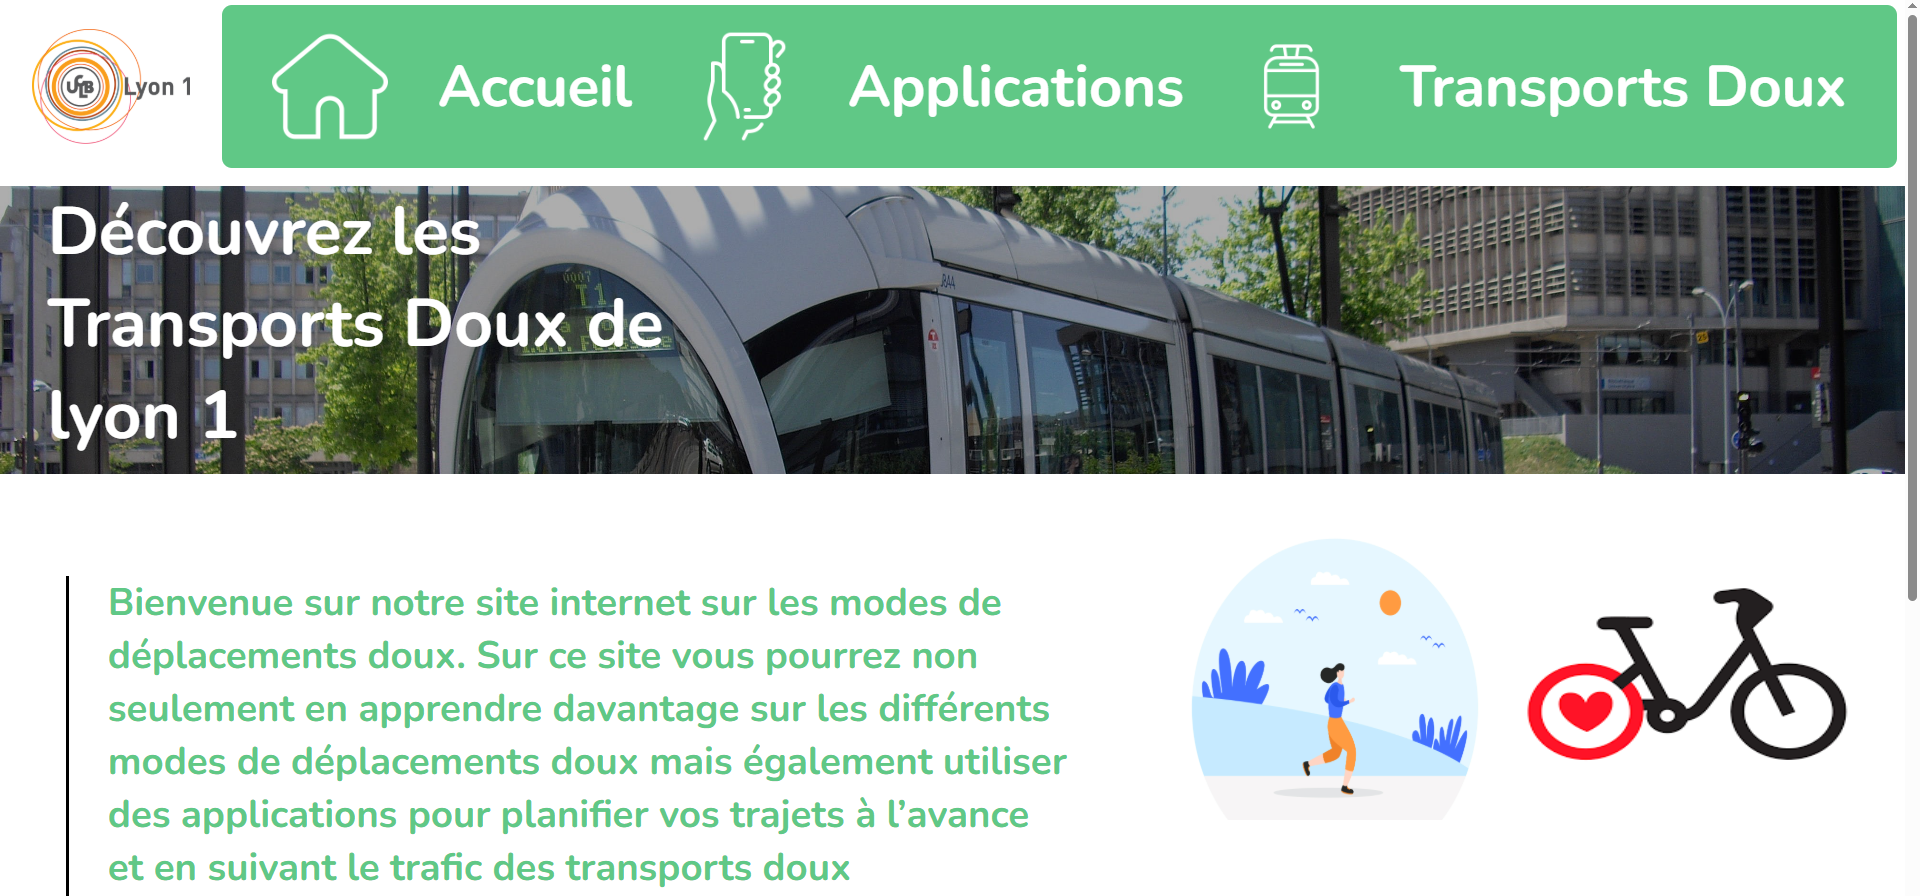 UCLB
Lyon 1
Accueil
Applications
Transports Doux
Découvrez les
Transports Doux de
lyon 1
0007
T1
Bienvenue sur notre site internet sur les modes de
déplacements doux. Sur ce site vous pourrez non
seulement en apprendre davantage sur les différents
modes de déplacements doux mais également utiliser
des applications pour planifier vos trajets à l’avance
et en suivant le trafic des transports doux